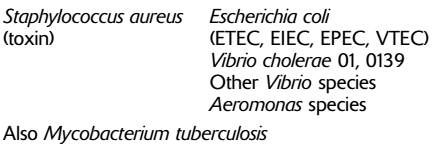 Staphylococcus aureus
(toxin)
Escherichia coli
(ETEC, EIEC, EPEC, VTEC)
Vibrio cholerae 01, 0139
Other Vibrio species
Aeromonas species
Also Mycobacterium tuberculosis